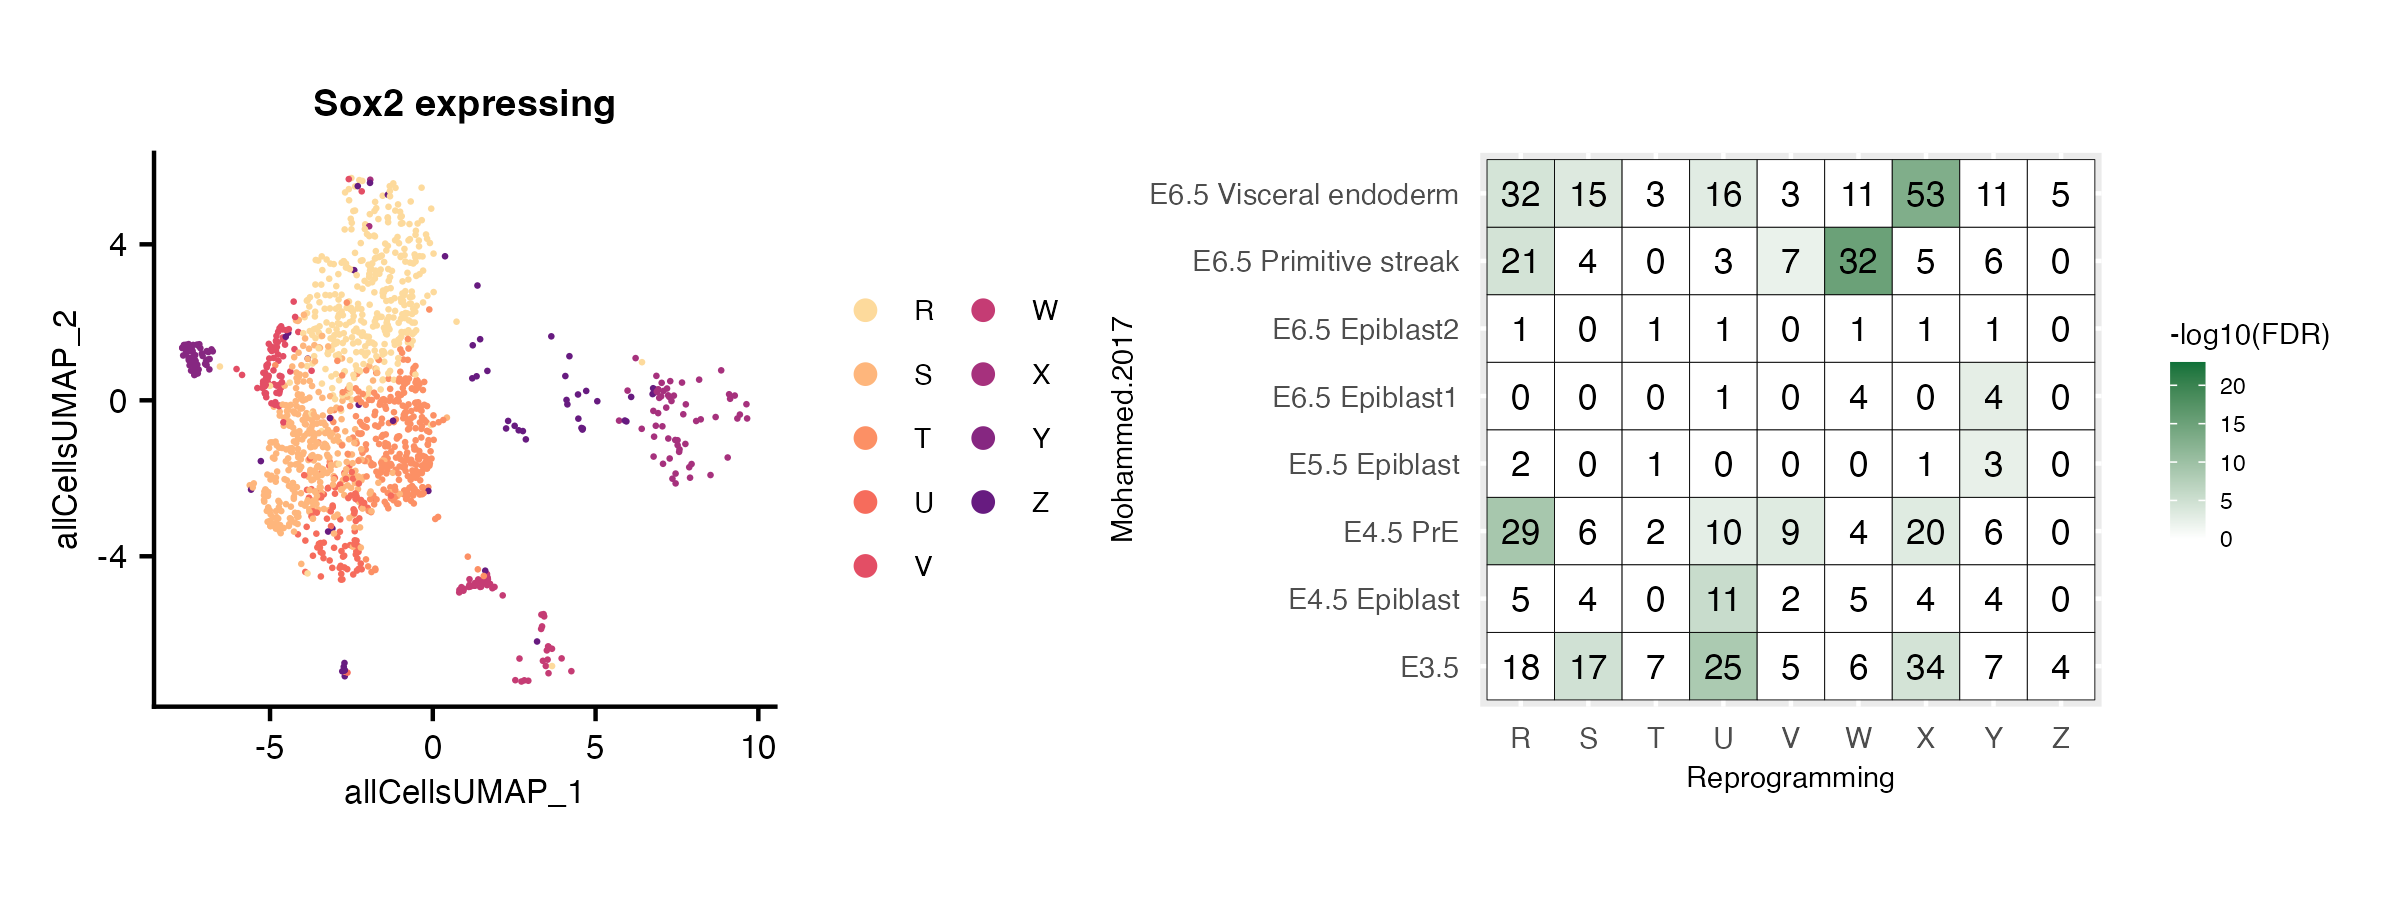 Sox2 expressing
allCellsUMAP_2
4
0
-4
-5 0 5 10
allCellsUMAP_1
R W
S X
T Y
U Z
V
Mohammed.2017
E6.5 Visceral endoderm 32 15 3 16 3 11 53 11 5
E6.5 Primitive streak 21 4 0 3 7 32 5 6 0
E6.5 Epiblast2 1 0 1 1 0 1 1 1 0
E6.5 Epiblast1 0 0 0 1 0 4 0 4 0
E5.5 Epiblast 2 0 1 0 0 0 1 3 0
E4.5 PrE 29 6 2 10 9 4 20 6 0
E4.5 Epiblast 5 4 0 11 2 5 4 4 0
E3.5 18 17 7 25 5 6 34 7 4
R S T U V W X Y Z
Reprogramming
-log10(FDR)
20
15
10
5
0